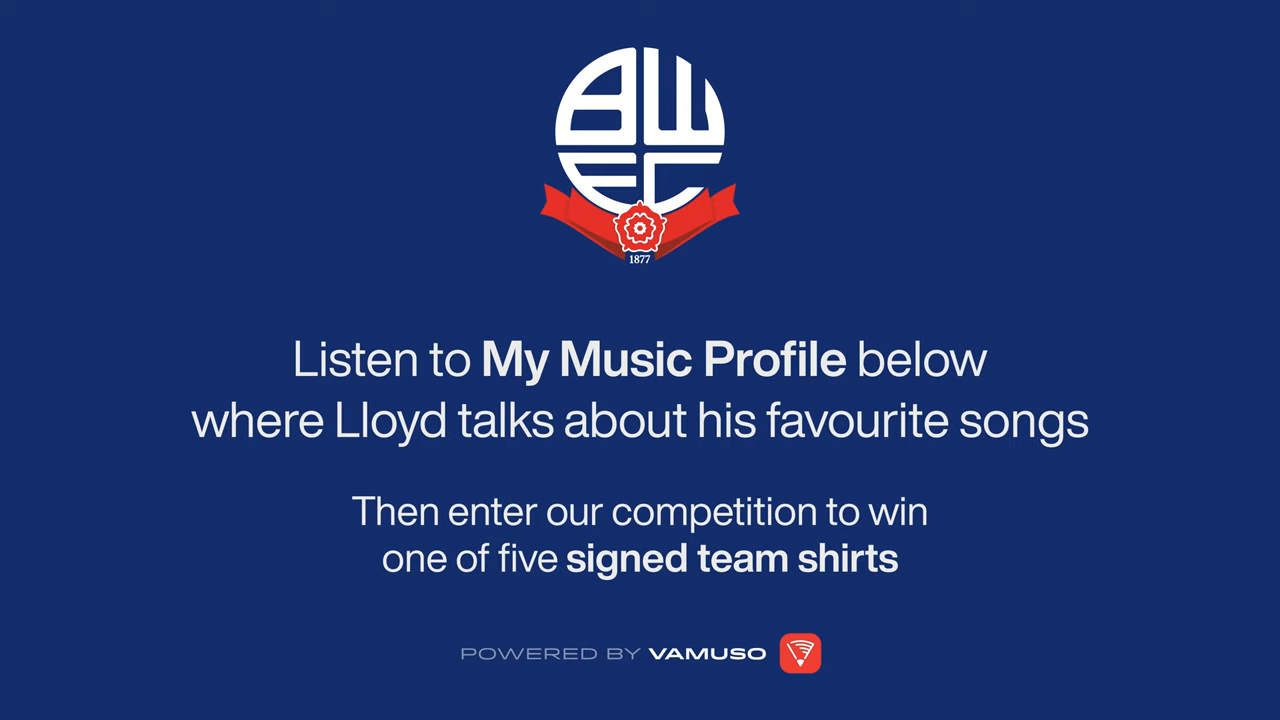 BW
FC
1877
Listen to My Music Profile below
where Lloyd talks about his favourite songs
Then enter our competition to win
one of five signed team shirts
POWERED BY VAMUSO